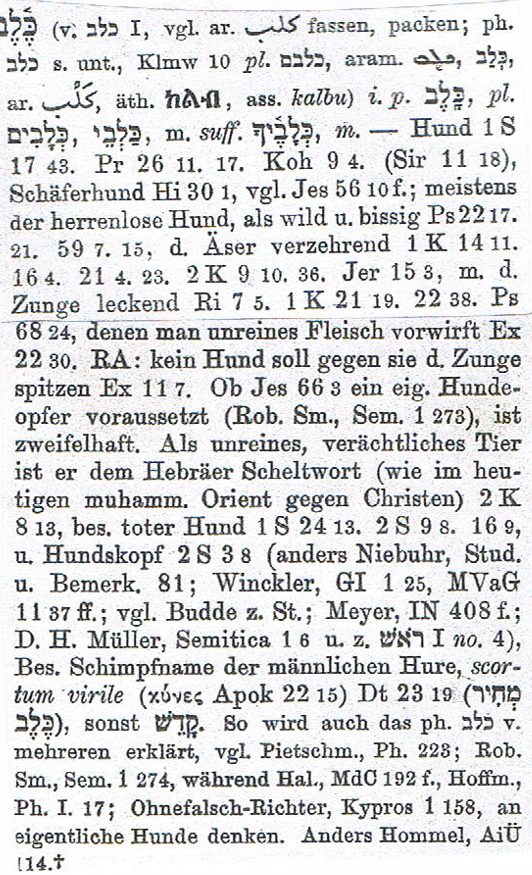 כֶּ֫לֶב (v. כלב I, vgl. ar. كلب fassen, packen; ph.
כלב s. unt., Klmw 10 pl. כלבם, aram. ܟܠܒ, כְּלַב,
ar. كَلْب, äth. ከልብ, ass. kalbu) i. p. כָּ֫לֶב, pl.
כְּלָבִים, כַּלְבֵי, m. suff. כְּלָבֶ֫יךָ, m. — Hund 1 S
17 43. Pr 26 11. 17. Koh 9 4. (Sir 11 18),
Schäferhund Hi 30 1, vgl. Jes 56 10 f.; meistens
der herrenlose Hund, als wild u. bissig Ps 22 17.
21. 59 7. 15, d. Äser verzehrend 1 K 14 11.
16 4. 21 4. 23. 2 K 9 10. 36. Jer 15 3, m. d.
Zunge leckend Ri 7 5. 1 K 21 19. 22 38. Ps
68 24, denen man unreines Fleisch vorwirft Ex
22 30. RA: kein Hund soll gegen sie d. Zunge
spitzen Ex 11 7. Ob Jes 66 3 ein eig. Hunde-
opfer voraussetzt (Rob. Sm., Sem. 1 273), ist
zweifelhaft. Als unreines, verächtliches Tier
ist er dem Hebräer Scheltwort (wie im heu-
tigen muhamm. Orient gegen Christen) 2 K
8 13, bes. toter Hund 1 S 24 13. 2 S 9 8. 16 9,
u. Hundskopf 2 S 3 8 (anders Niebuhr, Stud.
u. Bemerk. 81; Winckler, GI 1 25, MVaG
11 37 ff.; vgl. Budde z. St.; Meyer, IN 408 f.;
D. H. Müller, Semitica 1 6 u. z. רֹאשׁ I no. 4),
Bes. Schimpfname der männlichen Hure, scor-
tum virile (κύνες Apok 22 15) Dt 23 19 (מְחִיר
כֶּ֫לֶב), sonst קָדֵשׁ. So wird auch das ph. כלב v.
mehreren erklärt, vgl. Pietschm., Ph. 223; Rob.
Sm., Sem. 1 274, während Hal., MdC 192 f., Hoffm.,
Ph. I. 17; Ohnefalsch-Richter, Kypros 1 158, an
eigentliche Hunde denken. Anders Hommel, AiÜ
114.†